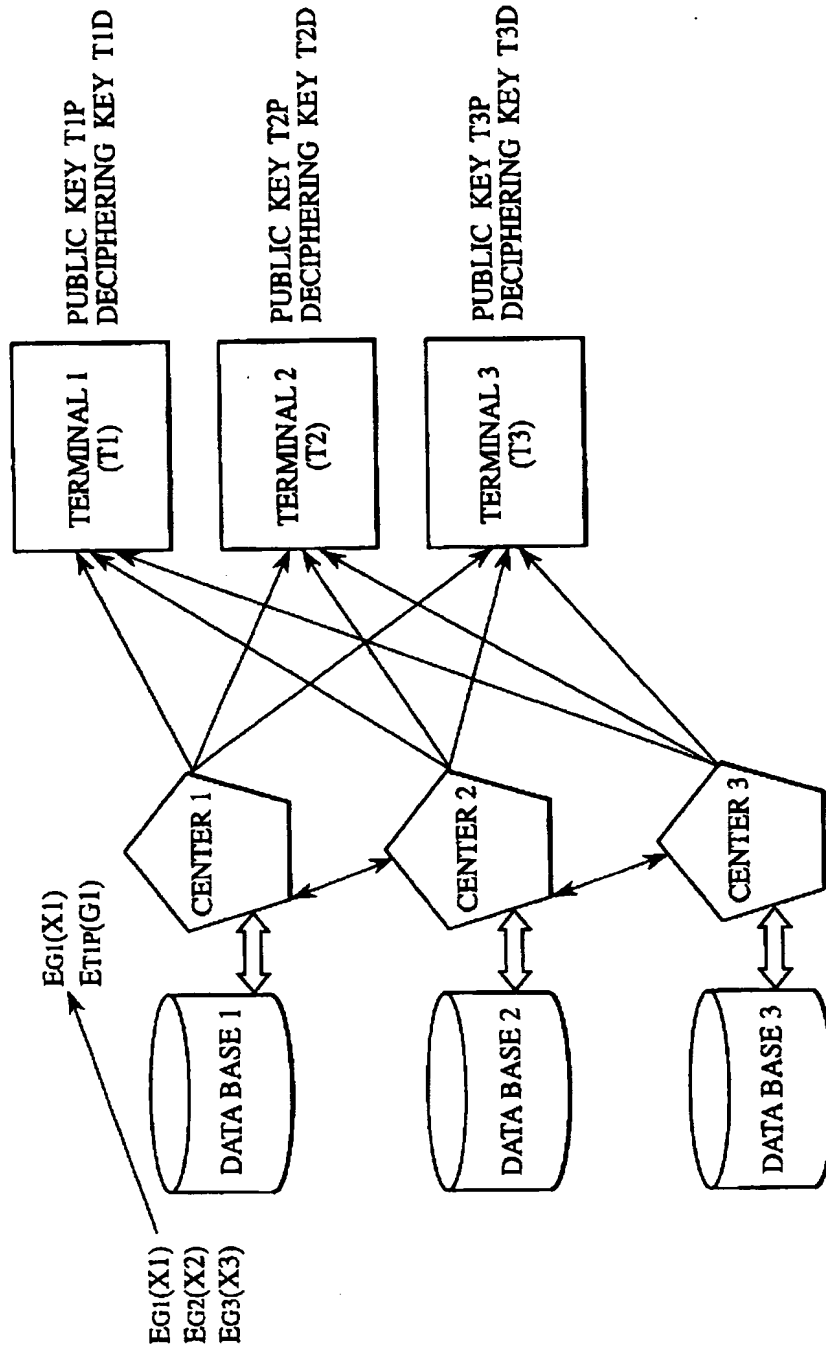 EG1(X1)
EG2(X2)
EG3(X3)
EG1(X1)
ET1P(G1)
DATA BASE 1
DATA BASE 2
DATA BASE 3
CENTER 1
CENTER 2
CENTER 3
TERMINAL 1
(T1)
TERMINAL 2
(T2)
TERMINAL 3
(T3)
PUBLIC KEY T1P
DECIPHERING KEY T1D
PUBLIC KEY T2P
DECIPHERING KEY T2D
PUBLIC KEY T3P
DECIPHERING KEY T3D